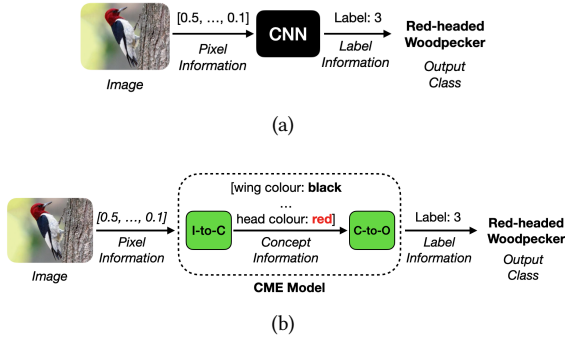 [0.5, ..., 0.1]
Label: 3
CNN
Pixel
Information
Label
Information
Red-headed
Woodpecker
Output
Class
Image
(a)
[wing colour: black
...
head colour: red]
[0.5, ..., 0.1]
I-to-C
C-to-O
Label: 3
Pixel
Information
Concept
Information
Label
Information
Red-headed
Woodpecker
Output
Class
Image
CME Model
(b)